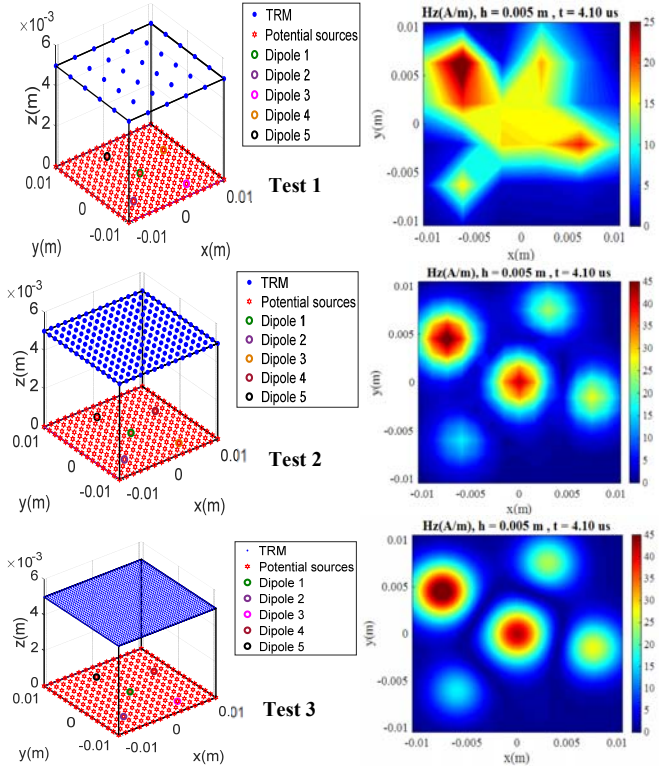 ×10⁻³
6
4
2
0
z(m)
0.01
0
-0.01
y(m)
-0.01
0
0.01
x(m)
TRM
Potential sources
Dipole 1
Dipole 2
Dipole 3
Dipole 4
Dipole 5
Test 1
Hz(A/m), h = 0.005 m, t = 4.10 us
0.01
0.005
0
-0.005
-0.01
y(m)
-0.01 -0.005 0 0.005 0.01
x(m)
25
20
15
10
5
0
×10⁻³
6
4
2
0
z(m)
0.01
0
-0.01
y(m)
-0.01
0
0.01
x(m)
TRM
Potential sources
Dipole 1
Dipole 2
Dipole 3
Dipole 4
Dipole 5
Test 2
Hz(A/m), h = 0.005 m , t = 4.10 us
0.01
0.005
0
-0.005
-0.01
y(m)
-0.01 -0.005 0 0.005 0.01
x(m)
45
40
35
30
25
20
15
10
5
0
×10⁻³
6
4
2
0
z(m)
0.01
0
-0.01
y(m)
-0.01
0
0.01
x(m)
TRM
Potential sources
Dipole 1
Dipole 2
Dipole 3
Dipole 4
Dipole 5
Test 3
Hz(A/m), h = 0.005 m , t = 4.10 us
0.01
0.005
0
-0.005
-0.01
y(m)
-0.01 -0.005 0 0.005 0.01
x(m)
45
40
35
30
25
20
15
10
5
0